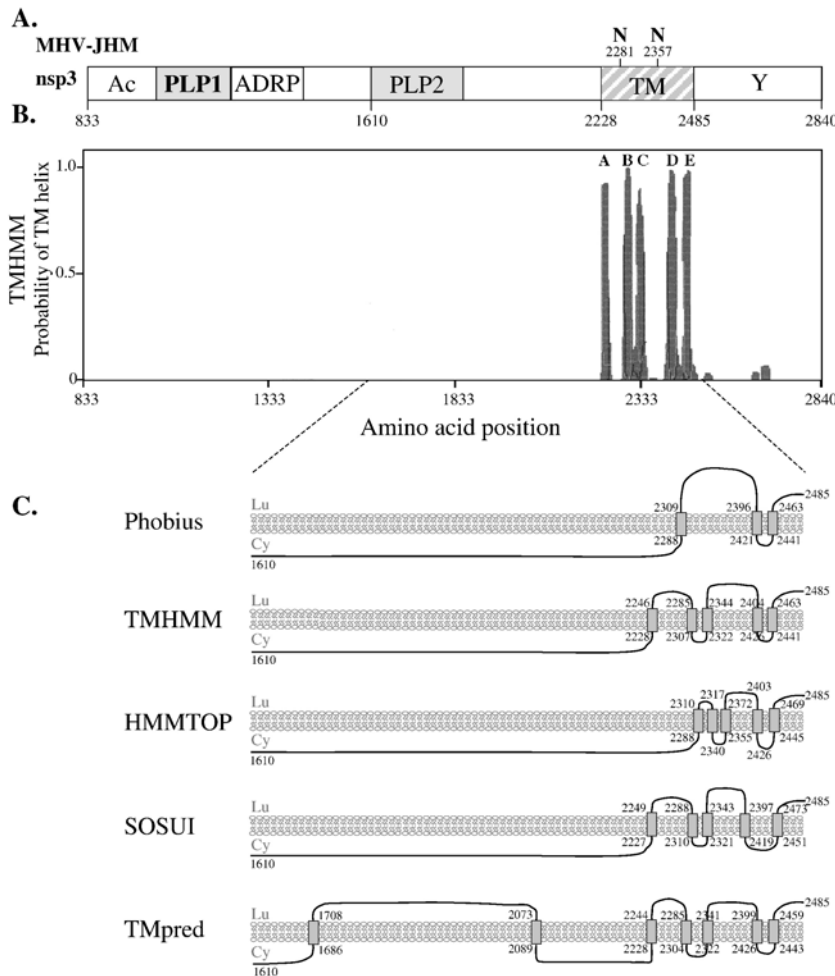 A.
N N
MHV-JHM 2281 2357
nsp3 Ac PLP1 ADRP PLP2 TM Y
833 1610 2228 2485 2840
B.
A B C D E
1.0
0.5
0
TMHMM
Probability of TM helix
833 1333 1833 2333 2840
Amino acid position
C.
Phobius
Lu 2309 2396 2463 2485
Cy 2288 2421 2441
1610
TMHMM
Lu 2246 2285 2344 2404 2463 2485
Cy 2228 2307 2322 2426 2441
1610
HMMTOP
Lu 2310 2317 2372 2403 2469 2485
Cy 2288 2340 2355 2426 2445
1610
SOSUI
Lu 2249 2288 2343 2397 2473 2485
Cy 2227 2310 2321 2419 2451
1610
TMpred
Lu 1708 2073 2244 2285 2341 2399 2459 2485
Cy 1686 2089 2228 2304 2322 2426 2443
1610